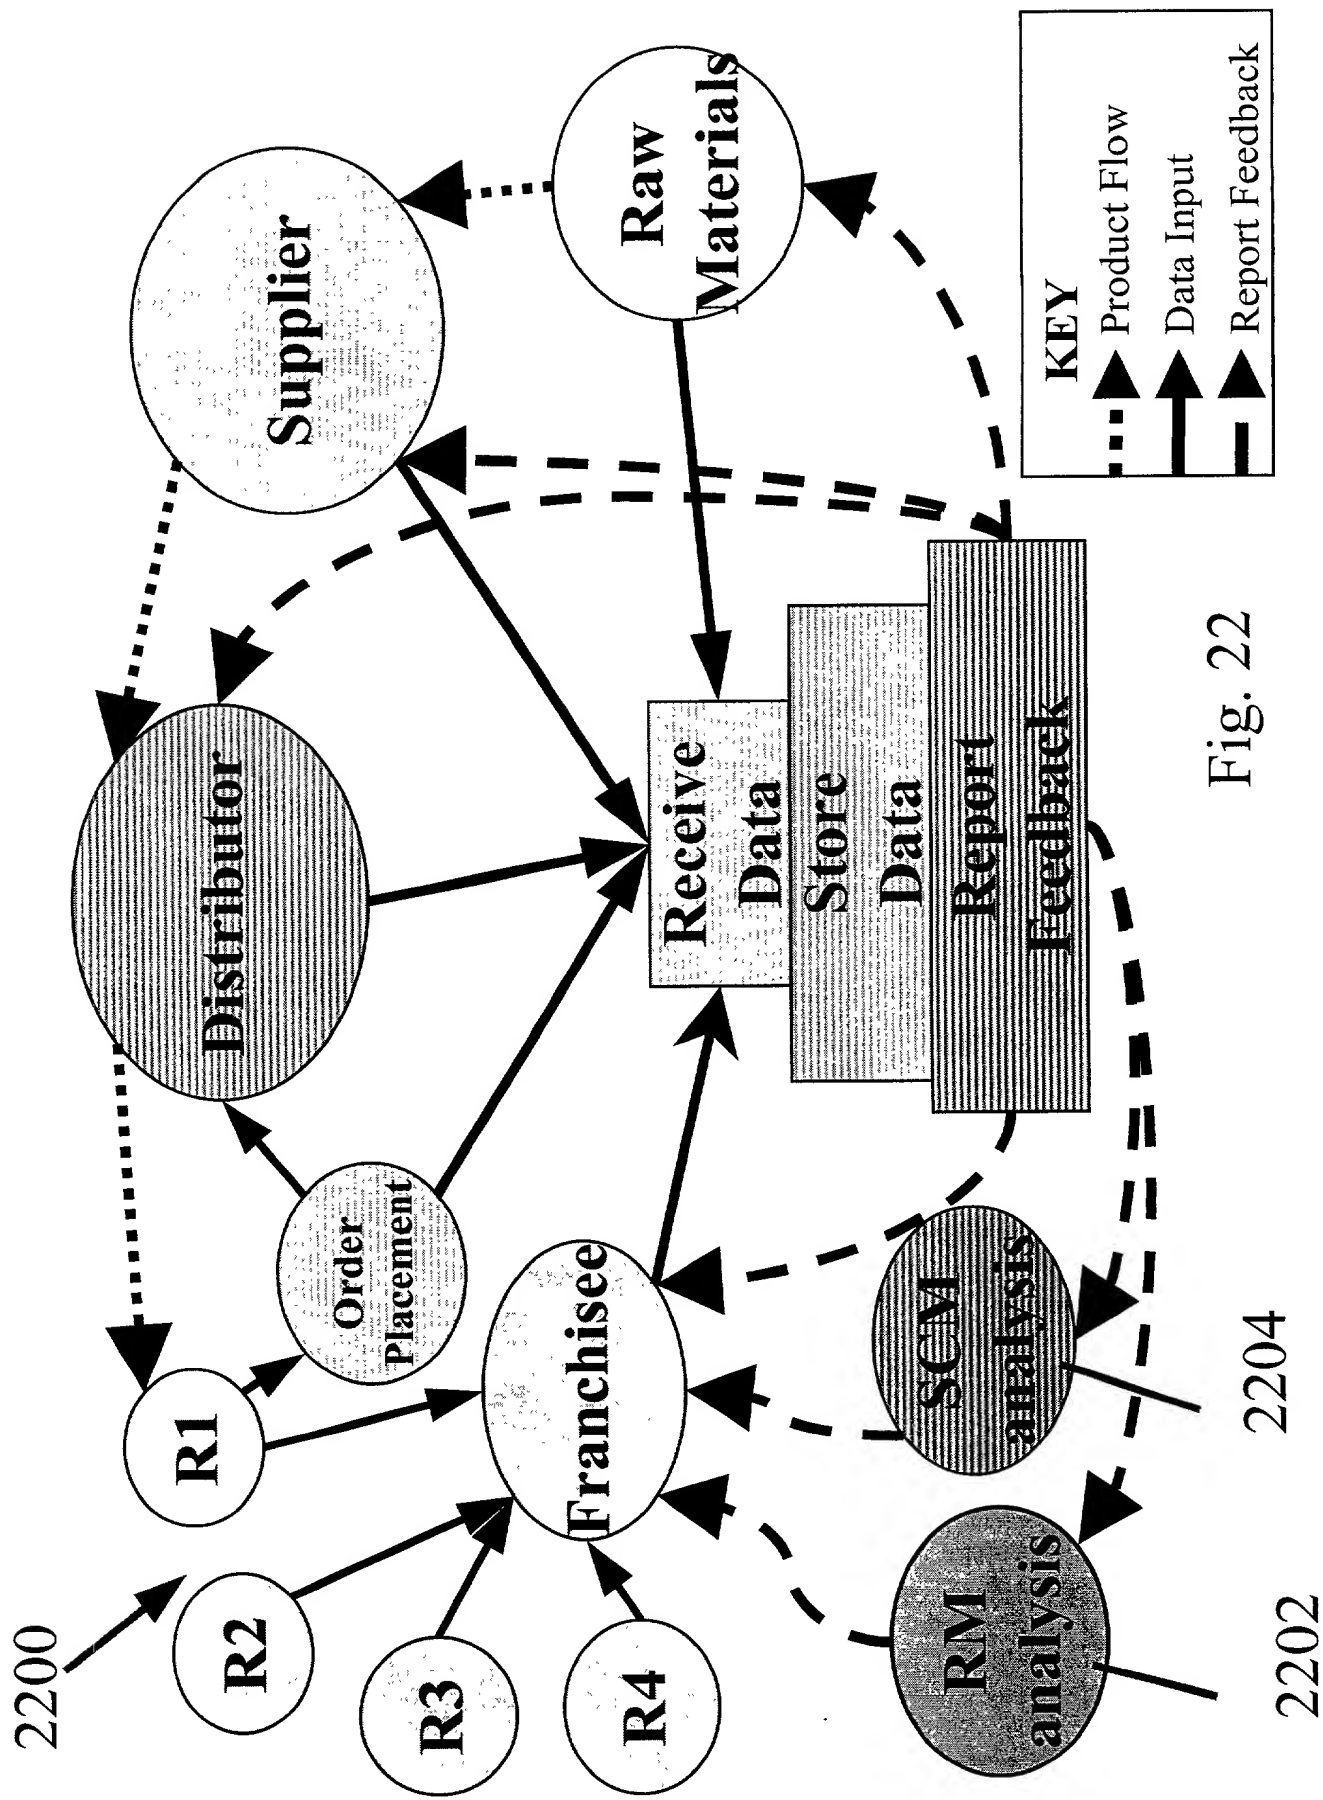 2200
R1
R2
R3
R4
Order
Placement
Franchisee
Distributor
Supplier
Raw
Materials
Receive
Data
Store
Data
Report
Feedback
RM
analysis
SCM
analysis
2202
2204
KEY
Product Flow
Data Input
Report Feedback
Fig. 22